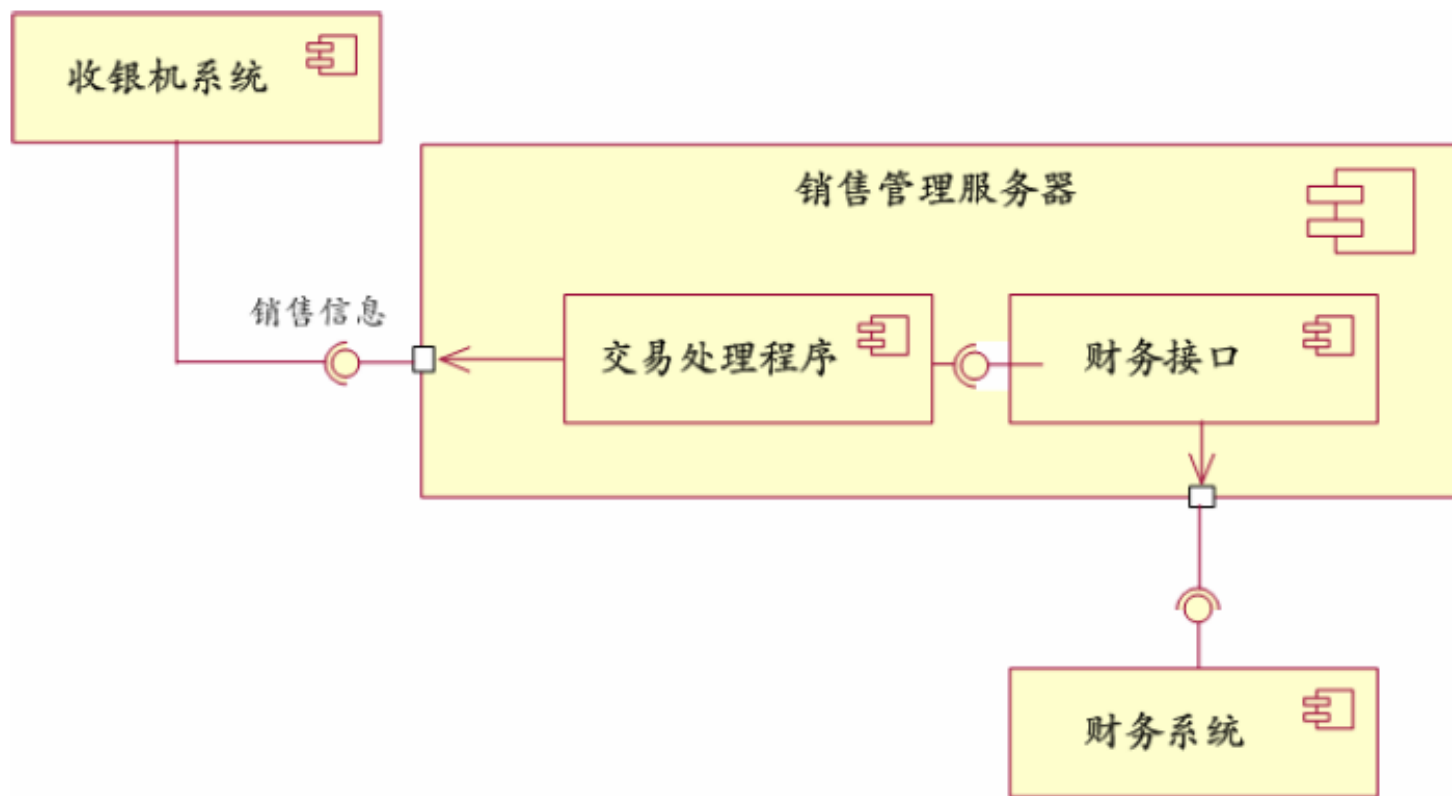 收银机系统
销售管理服务器
销售信息
交易处理程序
财务接口
财务系统